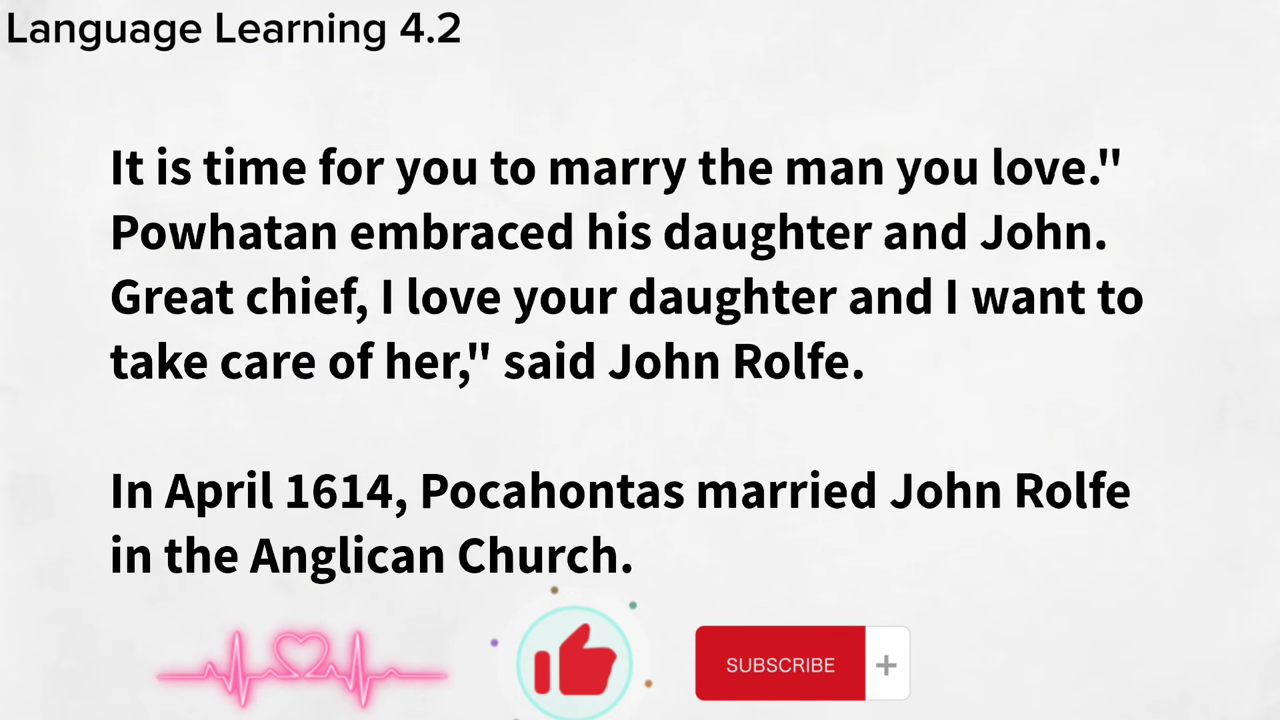 Language Learning 4.2
It is time for you to marry the man you love."
Powhatan embraced his daughter and John.
Great chief, I love your daughter and I want to
take care of her," said John Rolfe.
In April 1614, Pocahontas married John Rolfe
in the Anglican Church.
SUBSCRIBE +